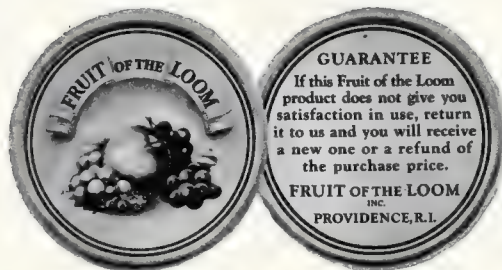 FRUIT OF THE LOOM
GUARANTEE
If this Fruit of the Loom
product does not give you
satisfaction in use, return
it to us and you will receive
a new one or a refund of
the purchase price.
FRUIT OF THE LOOM
INC.
PROVIDENCE, R.I.